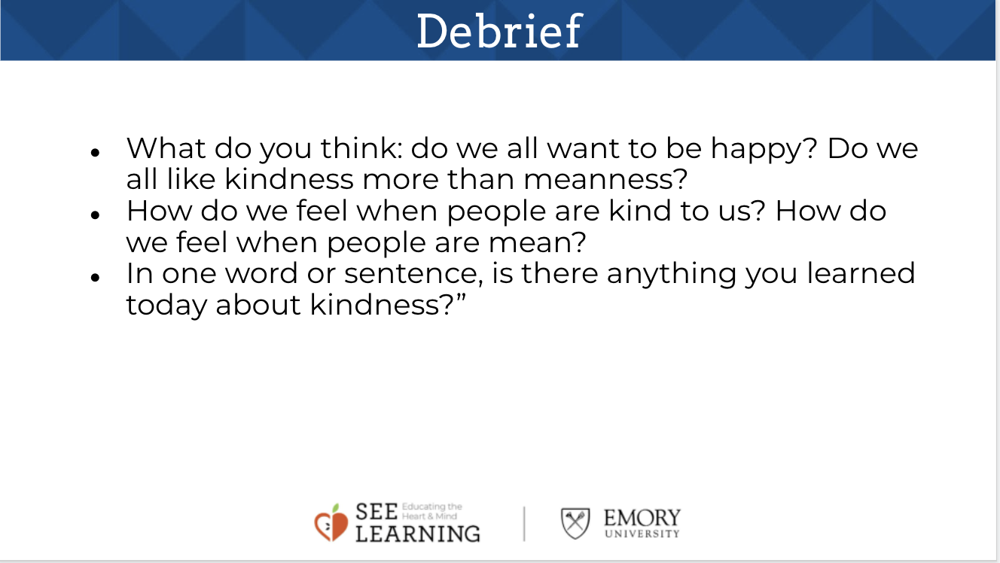 Debrief
• What do you think: do we all want to be happy? Do we
all like kindness more than meanness?
• How do we feel when people are kind to us? How do
we feel when people are mean?
• In one word or sentence, is there anything you learned
today about kindness?”
SEE Educating the
Heart & Mind
LEARNING
EMORY
UNIVERSITY